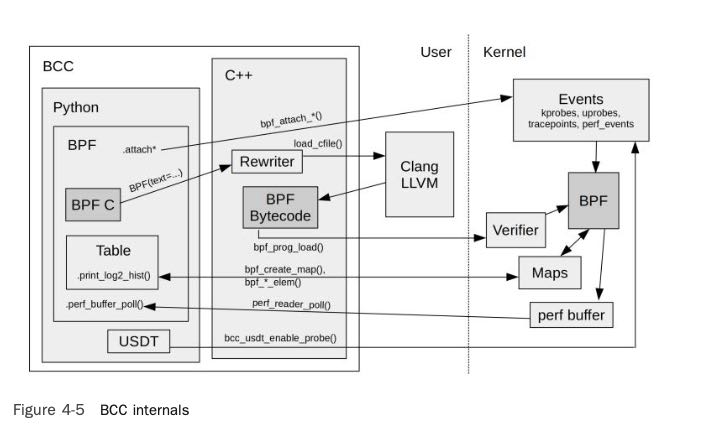 BCC
User
Kernel
C++
Python
Events
kprobes, uprobes,
tracepoints, perf_events
BPF
.attach*
bpf_attach_*()
load_cfile()
Rewriter
Clang
LLVM
BPF(text=...)
BPF C
BPF
Bytecode
BPF
Verifier
bpf_prog_load()
Table
.print_log2_hist()
bpf_create_map(),
bpf_*_elem()
Maps
.perf_buffer_poll()
perf_reader_poll()
perf buffer
USDT
bcc_usdt_enable_probe()
Figure 4-5 BCC internals